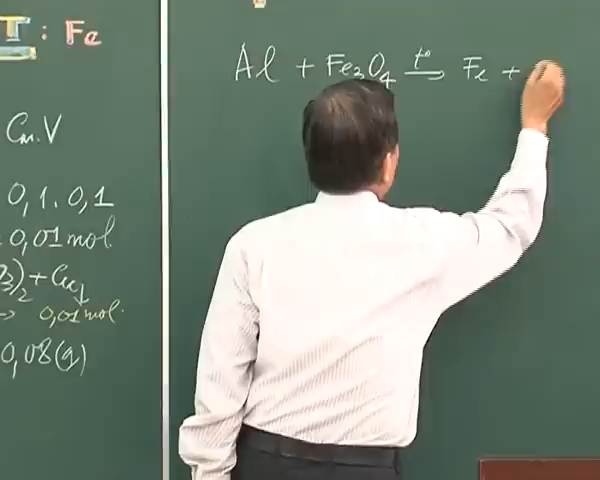 T : Fe
Al + Fe₃O₄ t° → Fe +
Cₘ.V
0,1.0,1
0,01 mol
)₂ + Cu↓
→ 0,01 mol.
0,08(g)